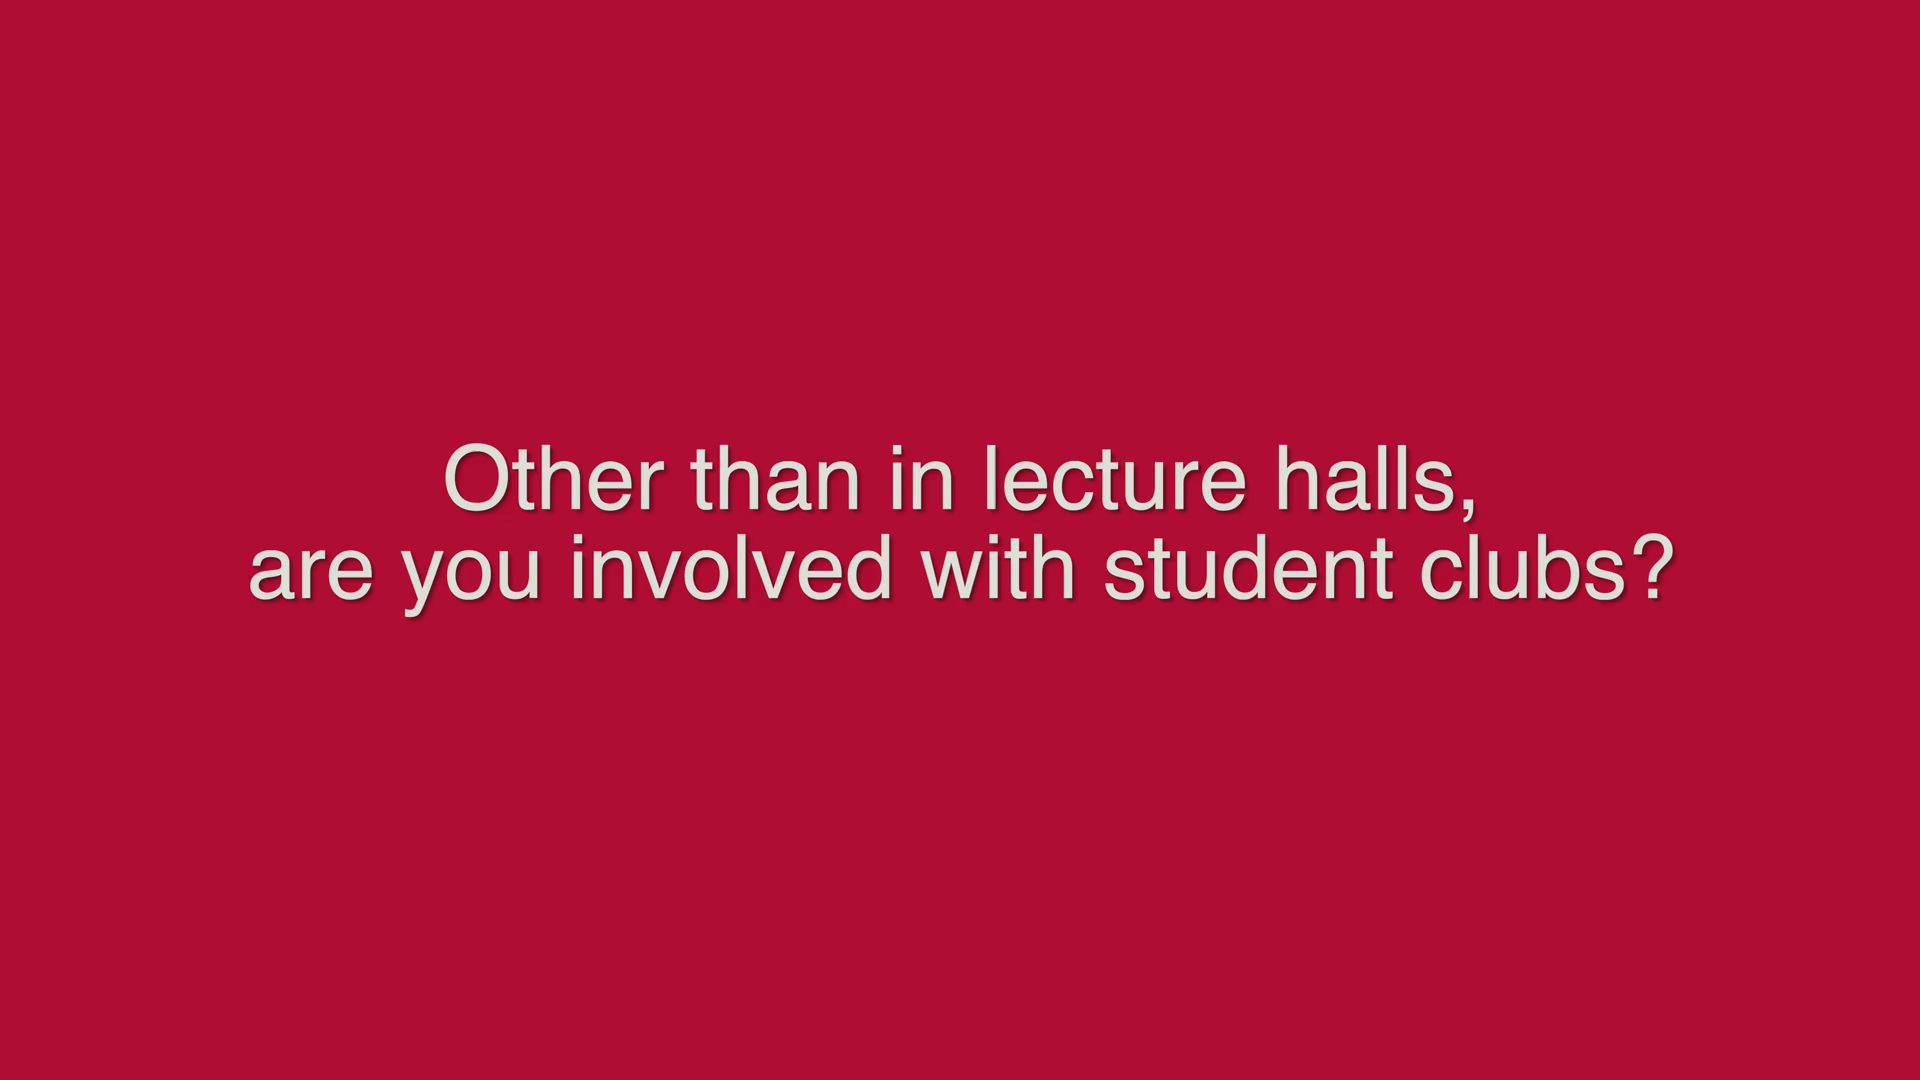 Other than in lecture halls,
are you involved with student clubs?